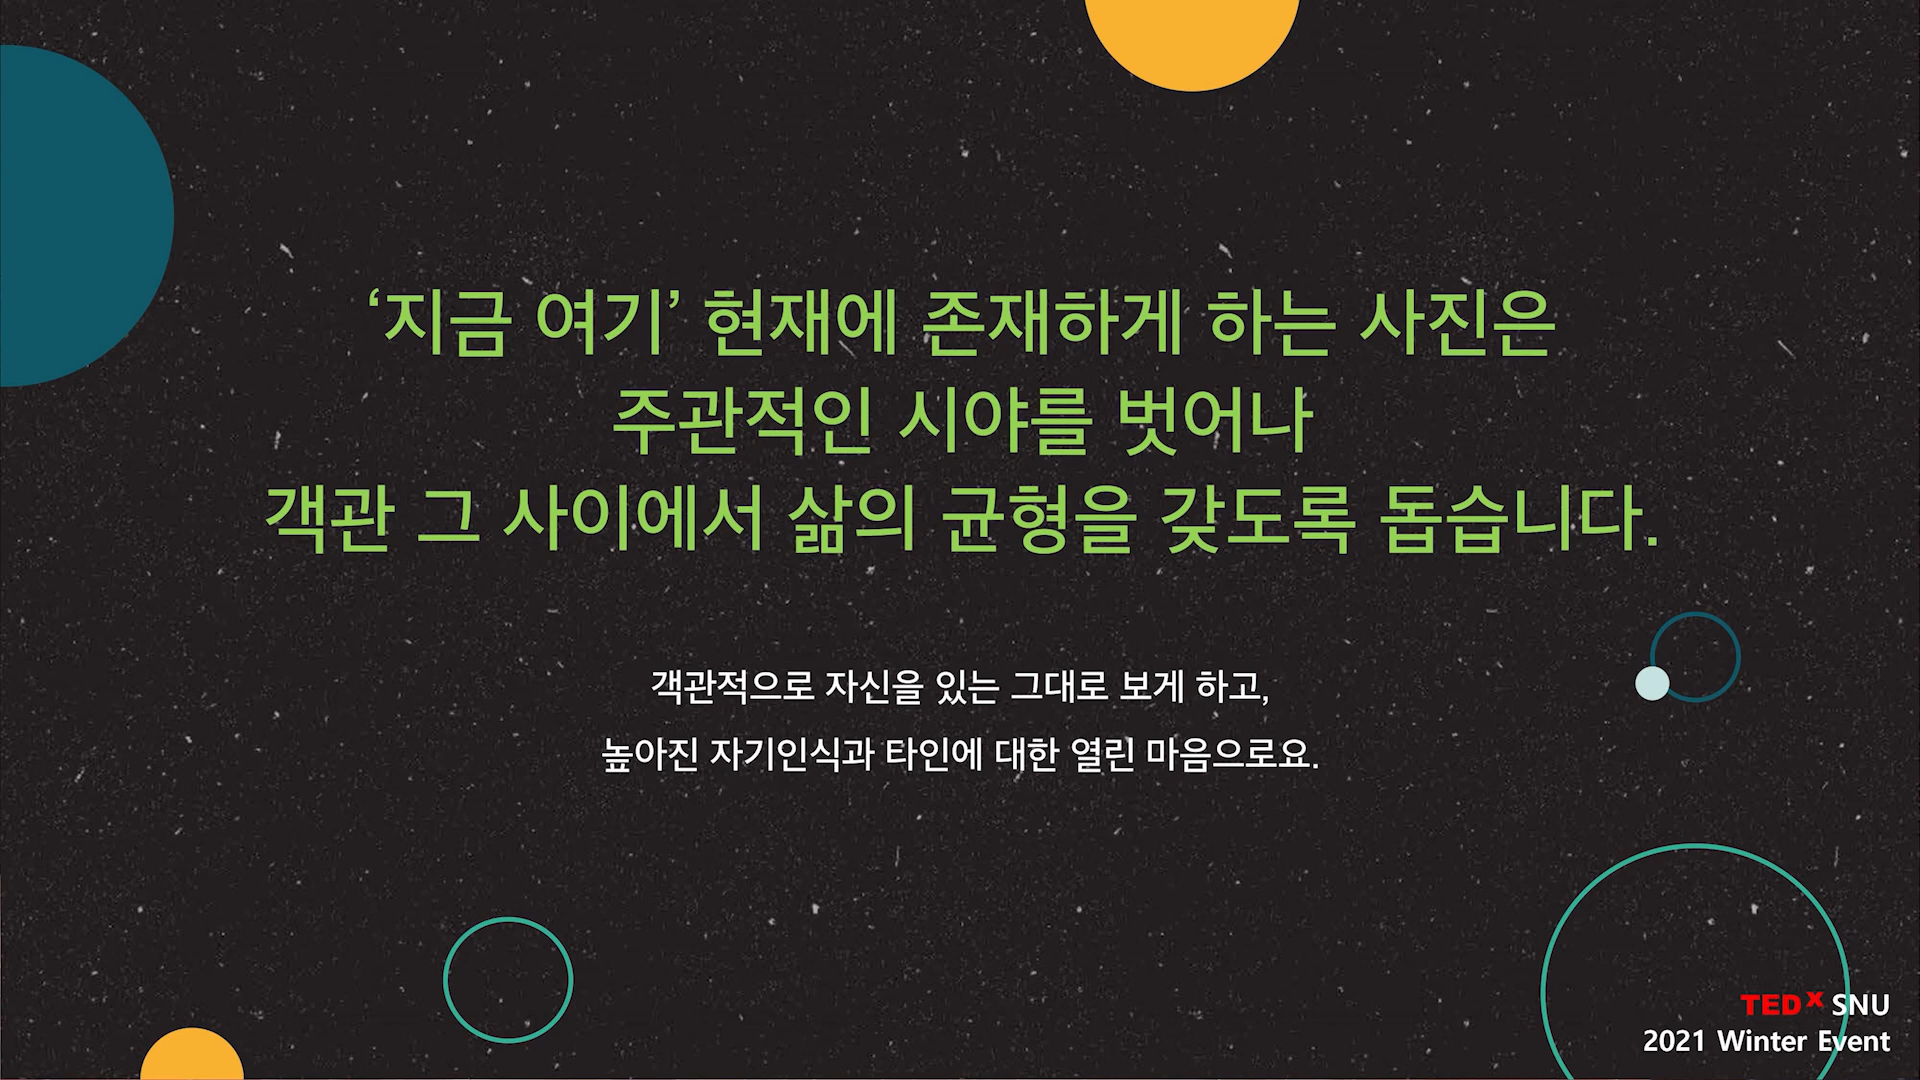 ‘지금 여기’ 현재에 존재하게 하는 사진은
주관적인 시야를 벗어나
객관 그 사이에서 삶의 균형을 갖도록 돕습니다.
객관적으로 자신을 있는 그대로 보게 하고,
높아진 자기인식과 타인에 대한 열린 마음으로요.
TEDx SNU
2021 Winter Event